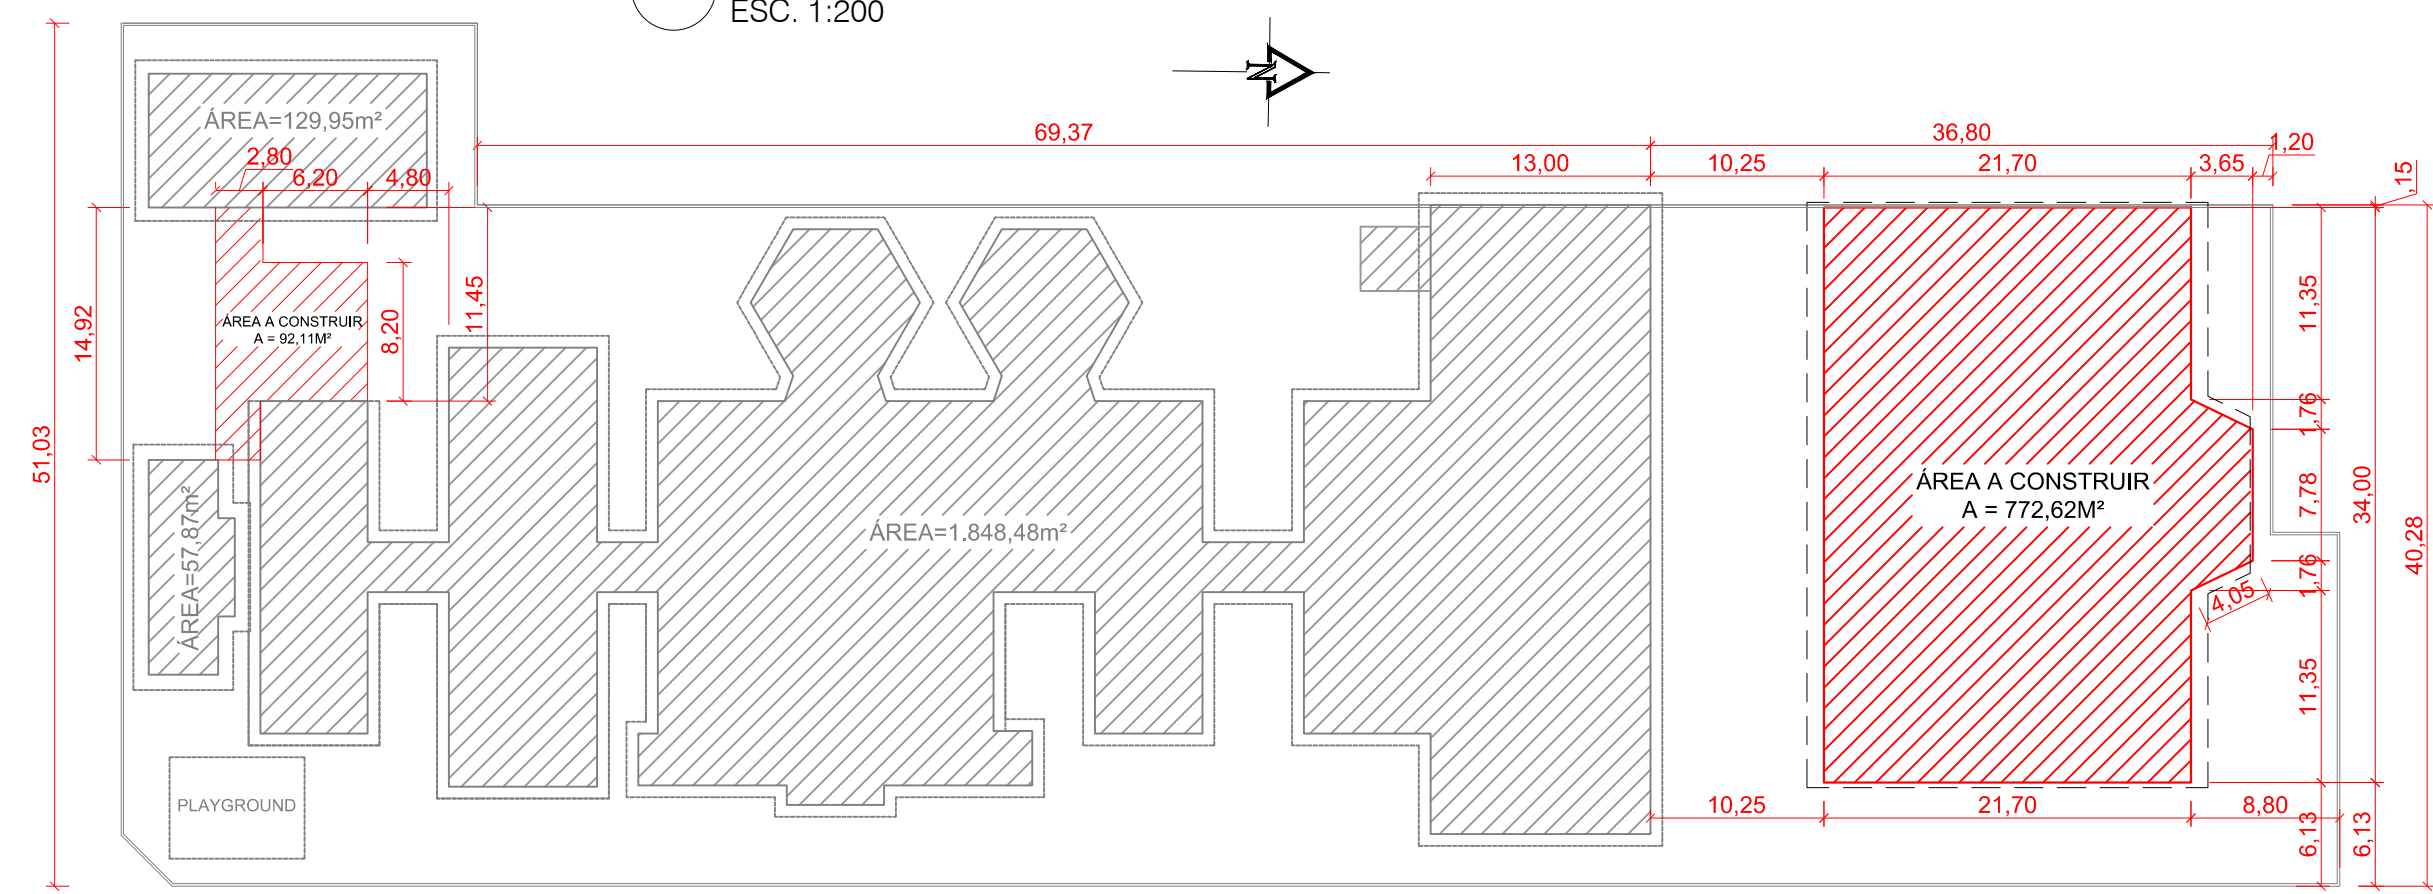 ESC. 1:200
N
69,37
36,80
1,20
13,00
10,25
21,70
3,65
,15
ÁREA=129,95m²
2,80
6,20
4,80
14,92
8,20
11,45
51,03
ÁREA A CONSTRUIR
A = 92,11M²
11,35
1,76
7,78
1,76
11,35
34,00
40,28
4,05
ÁREA A CONSTRUIR
A = 772,62M²
ÁREA=1.848,48m²
ÁREA=57,87m²
PLAYGROUND
10,25
21,70
8,80
6,13
6,13